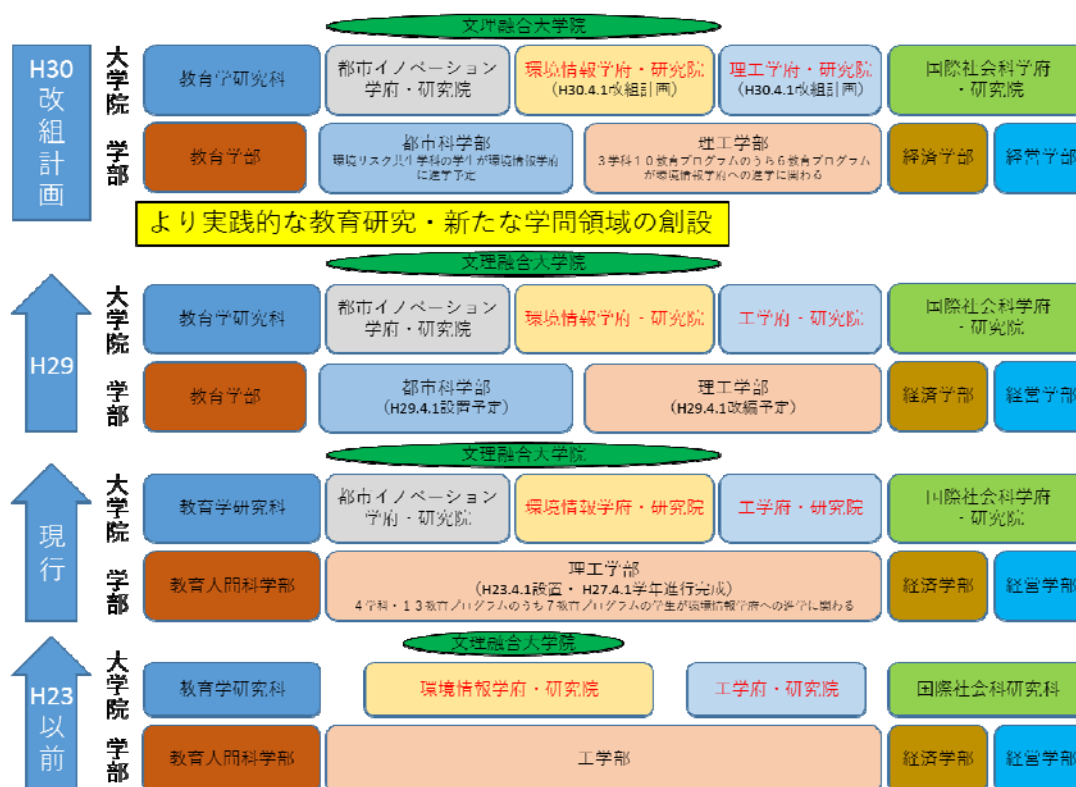 文理融合大学院
H30
改組計画
大学院
教育学研究科
都市イノベーション
学府・研究院
環境情報学府・研究院
(H30.4.1改組計画)
理工学府・研究院
(H30.4.1改組計画)
国際社会科学府
・研究院
学部
教育学部
都市科学部
環境リスク共生学科の学生が環境情報学府
に進学予定
理工学部
3学科10教育プログラムのうち6教育プログラム
が環境情報学府への進学に関わる
経済学部
経営学部
より実践的な教育研究・新たな学問領域の創設
文理融合大学院
H29
大学院
教育学研究科
都市イノベーション
学府・研究院
環境情報学府・研究院
工学府・研究院
国際社会科学府
・研究院
学部
教育学部
都市科学部
(H29.4.1設置予定)
理工学部
(H29.4.1改編予定)
経済学部
経営学部
文理融合大学院
現行
大学院
教育学研究科
都市イノベーション
学府・研究院
環境情報学府・研究院
工学府・研究院
国際社会科学府
・研究院
学部
教育人間科学部
理工学部
(H23.4.1設置・ H27.4.1学年進行完成)
4学科・13教育プログラムのうち7教育プログラムの学生が環境情報学府への進学に関わる
経済学部
経営学部
文理融合大学院
H23
以前
大学院
教育学研究科
環境情報学府・研究院
工学府・研究院
国際社会科研究科
学部
教育人間科学部
工学部
経済学部
経営学部